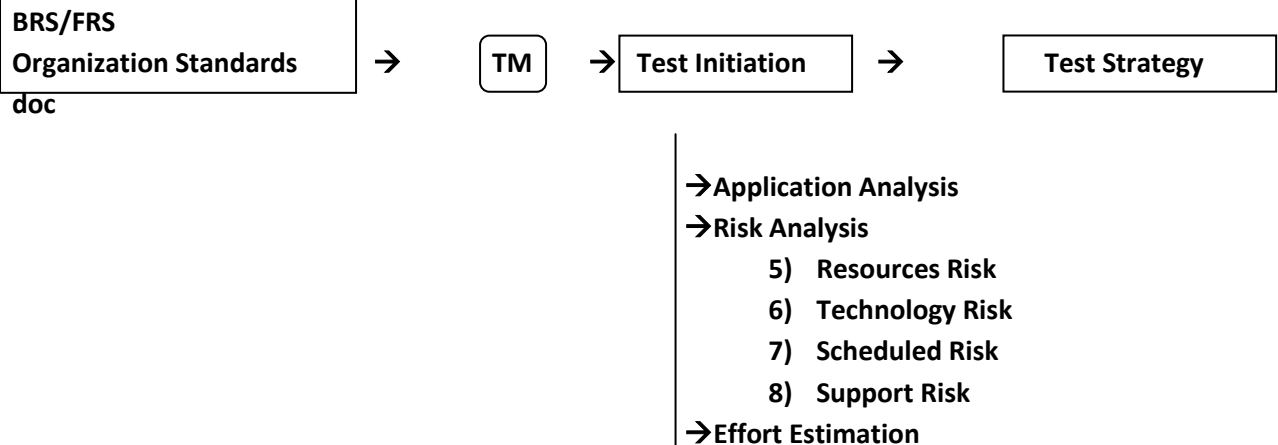 BRS/FRS
Organization Standards → TM → Test Initiation → Test Strategy
doc
→Application Analysis
→Risk Analysis
5) Resources Risk
6) Technology Risk
7) Scheduled Risk
8) Support Risk
→Effort Estimation